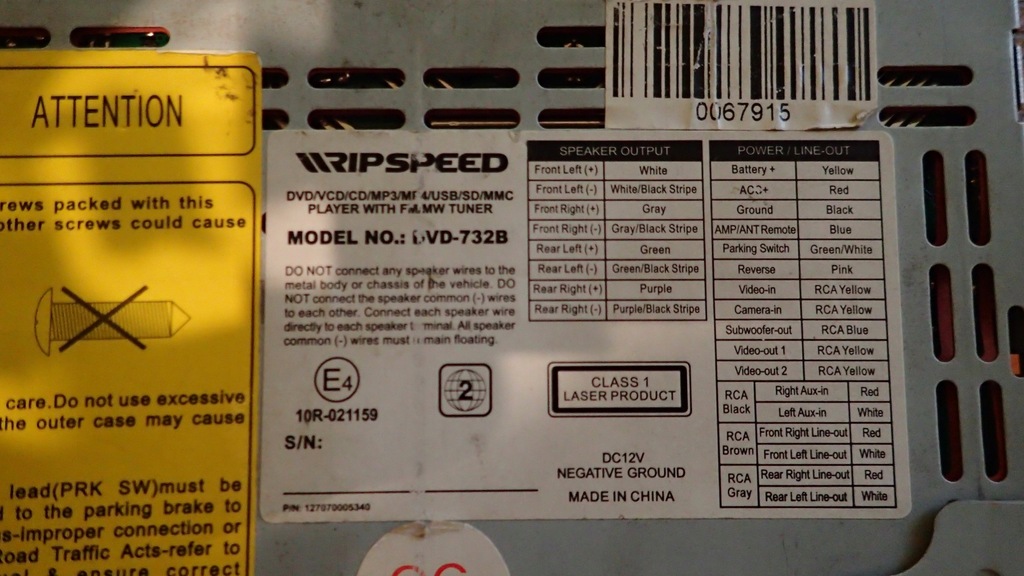 ATTENTION
rews packed with this
other screws could cause
care.Do not use excessive
the outer case may cause
lead(PRK SW)must be
to the parking brake to
s-improper connection or
Road Traffic Acts-refer to
& ensure correct
0067915
RIPSPEED
DVD/VCD/CD/MP3/MP4/USB/SD/MMC
PLAYER WITH FM/MW TUNER
MODEL NO.: DVD-732B
DO NOT connect any speaker wires to the
metal body or chassis of the vehicle. DO
NOT connect the speaker common (-) wires
to each other. Connect each speaker wire
directly to each speaker terminal. All speaker
common (-) wires must remain floating.
E4
10R-021159
2
S/N:
P/N: 127070005340
SPEAKER OUTPUT
Front Left (+) White
Front Left (-) White/Black Stripe
Front Right (+) Gray
Front Right (-) Gray/Black Stripe
Rear Left (+) Green
Rear Left (-) Green/Black Stripe
Rear Right (+) Purple
Rear Right (-) Purple/Black Stripe
CLASS 1
LASER PRODUCT
DC12V
NEGATIVE GROUND
MADE IN CHINA
POWER / LINE-OUT
Battery + Yellow
ACC+ Red
Ground Black
AMP/ANT Remote Blue
Parking Switch Green/White
Reverse Pink
Video-in RCA Yellow
Camera-in RCA Yellow
Subwoofer-out RCA Blue
Video-out 1 RCA Yellow
Video-out 2 RCA Yellow
RCA Black
Right Aux-in Red
Left Aux-in White
RCA Brown
Front Right Line-out Red
Front Left Line-out White
RCA Gray
Rear Right Line-out Red
Rear Left Line-out White